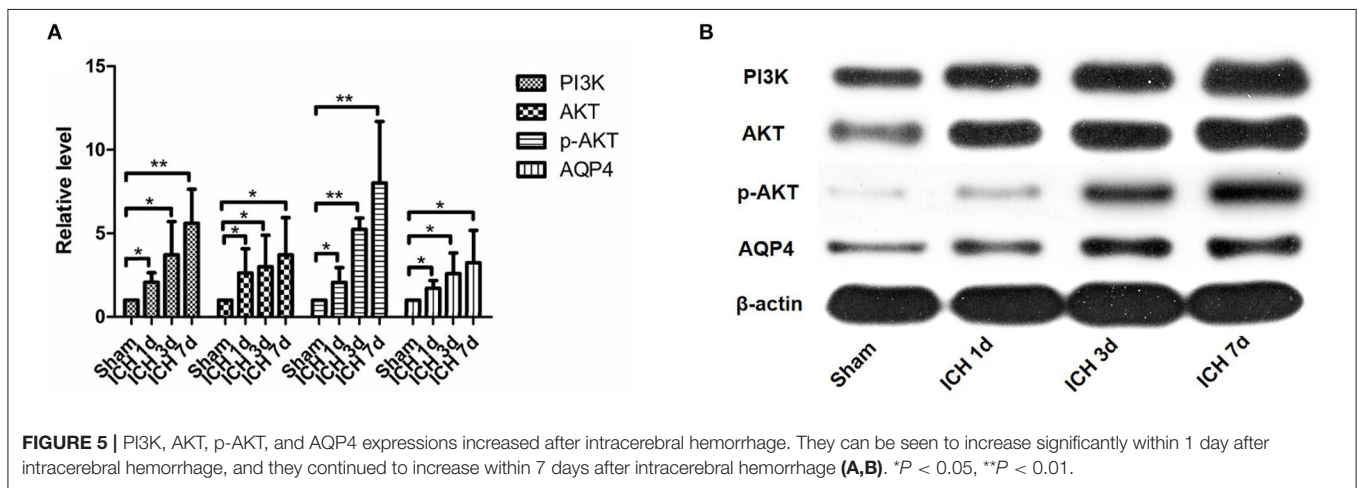 A
B
15
10
5
0
Relative level
**
*
*
*
*
*
**
**
*
*
*
*
Sham
ICH 1d
ICH 3d
ICH 7d
Sham
ICH 1d
ICH 3d
ICH 7d
Sham
ICH 1d
ICH 3d
ICH 7d
Sham
ICH 1d
ICH 3d
ICH 7d
PI3K
AKT
p-AKT
AQP4
PI3K
AKT
p-AKT
AQP4
β-actin
Sham
ICH 1d
ICH 3d
ICH 7d
FIGURE 5 | PI3K, AKT, p-AKT, and AQP4 expressions increased after intracerebral hemorrhage. They can be seen to increase significantly within 1 day after
intracerebral hemorrhage, and they continued to increase within 7 days after intracerebral hemorrhage (A,B). *P < 0.05, **P < 0.01.